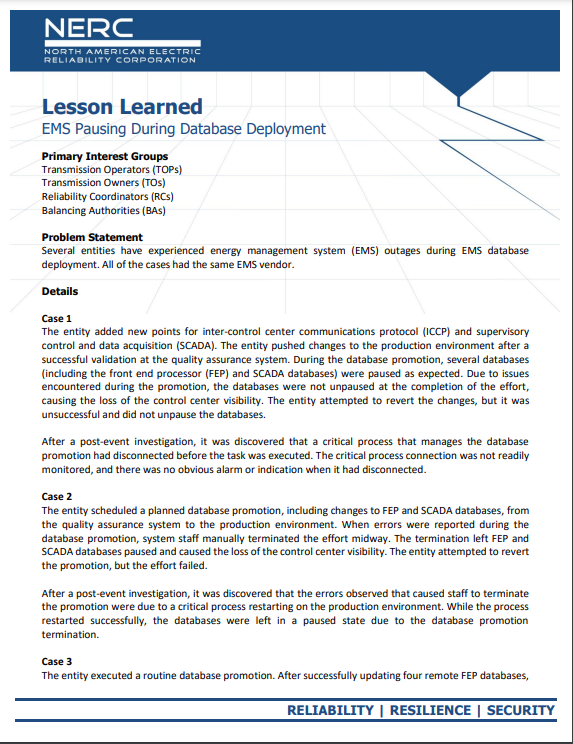 NERC
NORTH AMERICAN ELECTRIC
RELIABILITY CORPORATION
Lesson Learned
EMS Pausing During Database Deployment
Primary Interest Groups
Transmission Operators (TOPs)
Transmission Owners (TOs)
Reliability Coordinators (RCs)
Balancing Authorities (BAs)
Problem Statement
Several entities have experienced energy management system (EMS) outages during EMS database
deployment. All of the cases had the same EMS vendor.
Details
Case 1
The entity added new points for inter-control center communications protocol (ICCP) and supervisory
control and data acquisition (SCADA). The entity pushed changes to the production environment after a
successful validation at the quality assurance system. During the database promotion, several databases
(including the front end processor (FEP) and SCADA databases) were paused as expected. Due to issues
encountered during the promotion, the databases were not unpaused at the completion of the effort,
causing the loss of the control center visibility. The entity attempted to revert the changes, but it was
unsuccessful and did not unpause the databases.
After a post-event investigation, it was discovered that a critical process that manages the database
promotion had disconnected before the task was executed. The critical process connection was not readily
monitored, and there was no obvious alarm or indication when it had disconnected.
Case 2
The entity scheduled a planned database promotion, including changes to FEP and SCADA databases, from
the quality assurance system to the production environment. When errors were reported during the
database promotion, system staff manually terminated the effort midway. The termination left FEP and
SCADA databases paused and caused the loss of the control center visibility. The entity attempted to revert
the promotion, but the effort failed.
After a post-event investigation, it was discovered that the errors observed that caused staff to terminate
the promotion were due to a critical process restarting on the production environment. While the process
restarted successfully, the databases were left in a paused state due to the database promotion
termination.
Case 3
The entity executed a routine database promotion. After successfully updating four remote FEP databases,
RELIABILITY | RESILIENCE | SECURITY